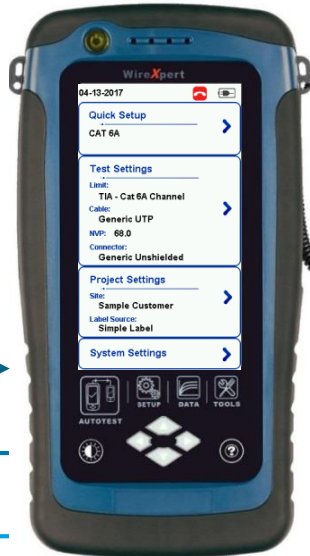 WireXpert
04-13-2017
Quick Setup
CAT 6A
Test Settings
Limit:
TIA - Cat 6A Channel
Cable:
Generic UTP
NVP: 68.0
Connector:
Generic Unshielded
Project Settings
Site:
Sample Customer
Label Source:
Simple Label
System Settings
AUTOTEST
SETUP
DATA
TOOLS
?